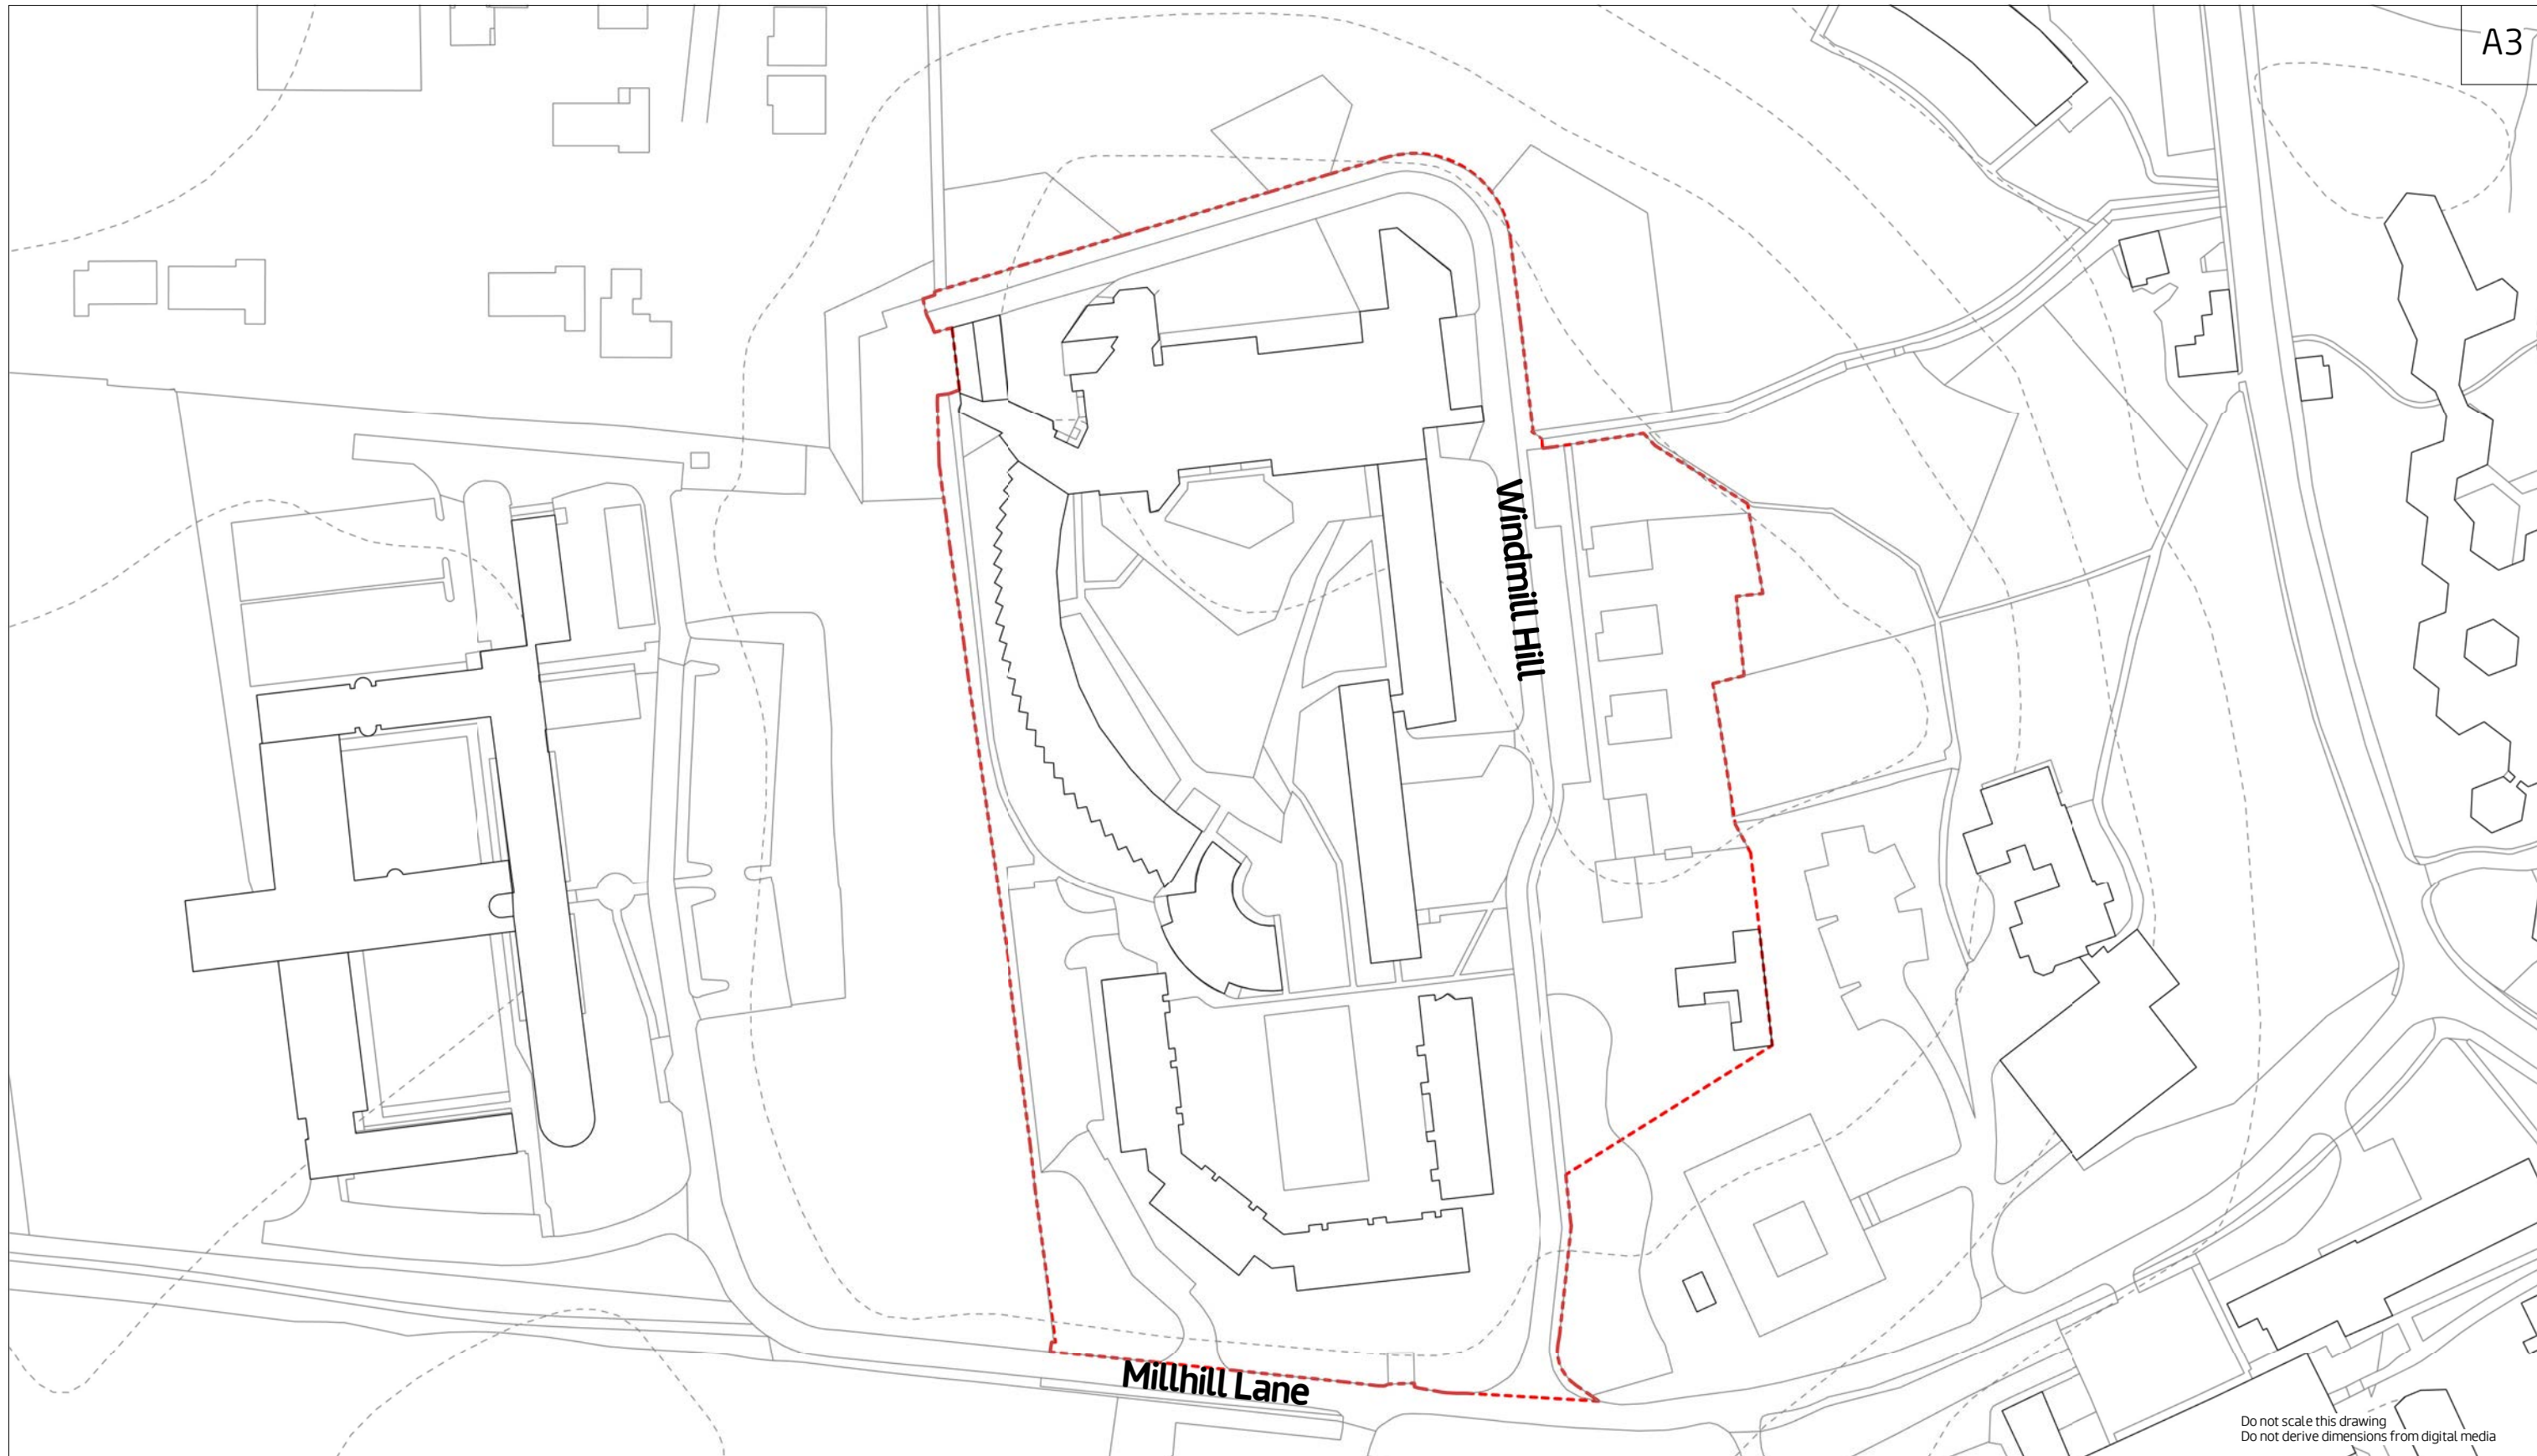 A3
Windmill Hill
Millhill Lane
Do not scale this drawing
Do not derive dimensions from digital media